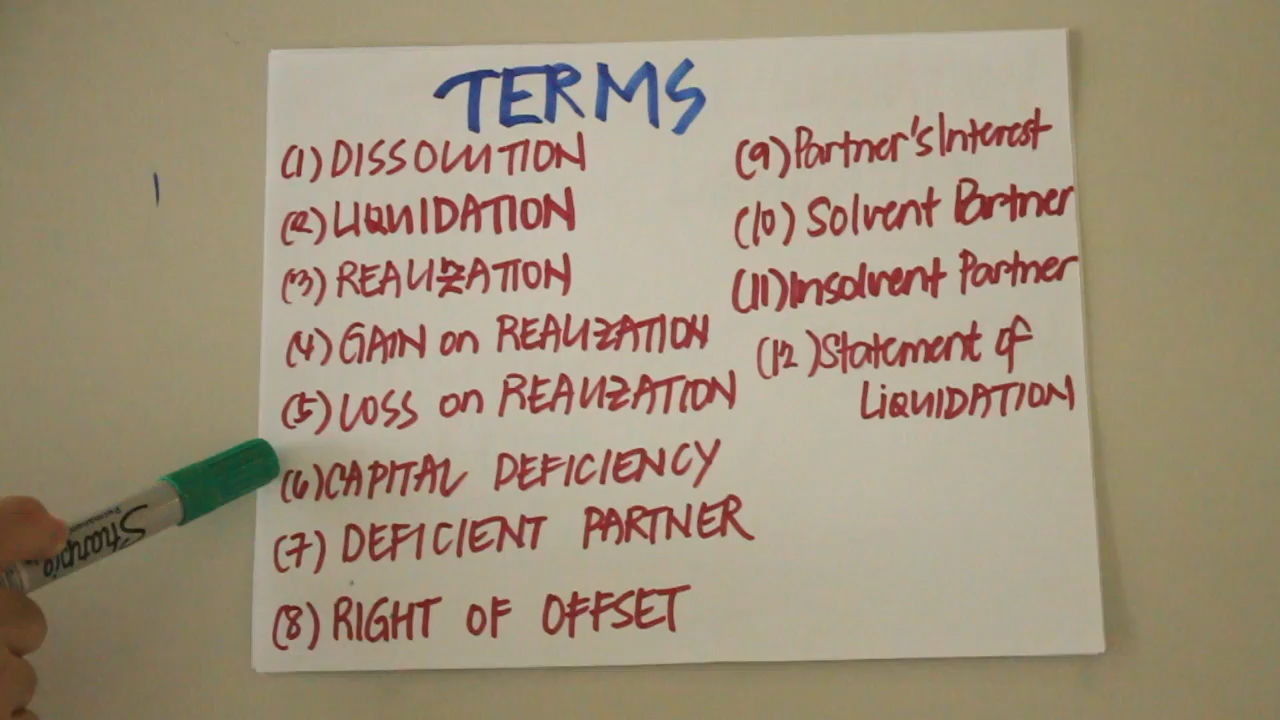 TERMS
(1) DISSOLUTION
(2) LIQUIDATION
(3) REALIZATION
(4) GAIN on REALIZATION
(5) LOSS on REALIZATION
(6) CAPITAL DEFICIENCY
(7) DEFICIENT PARTNER
(8) RIGHT OF OFFSET
(9) Partner's Interest
(10) Solvent Partner
(11) Insolvent Partner
(12) Statement of
LiQUIDATION
Sharpie